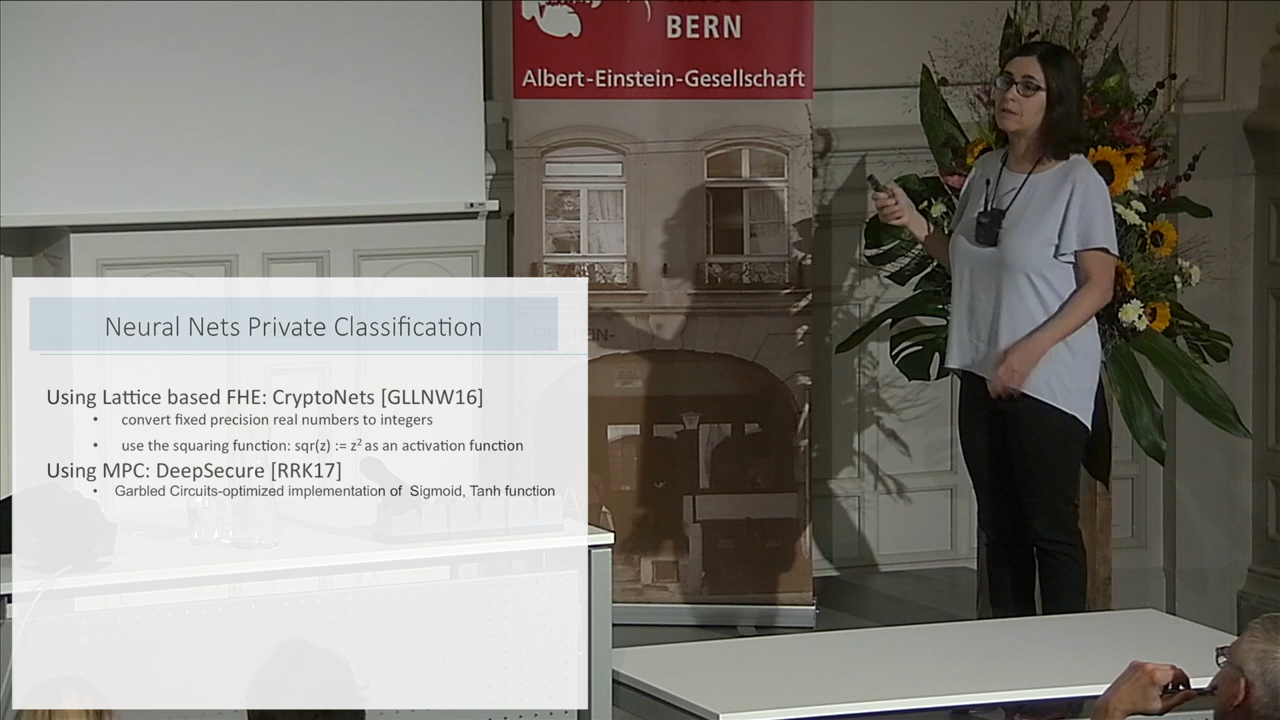 BERN
Albert-Einstein-Gesellschaft
Neural Nets Private Classification
Using Lattice based FHE: CryptoNets [GLLNW16]
• convert fixed precision real numbers to integers
• use the squaring function: sqr(z) := z² as an activation function
Using MPC: DeepSecure [RRK17]
• Garbled Circuits-optimized implementation of Sigmoid, Tanh function